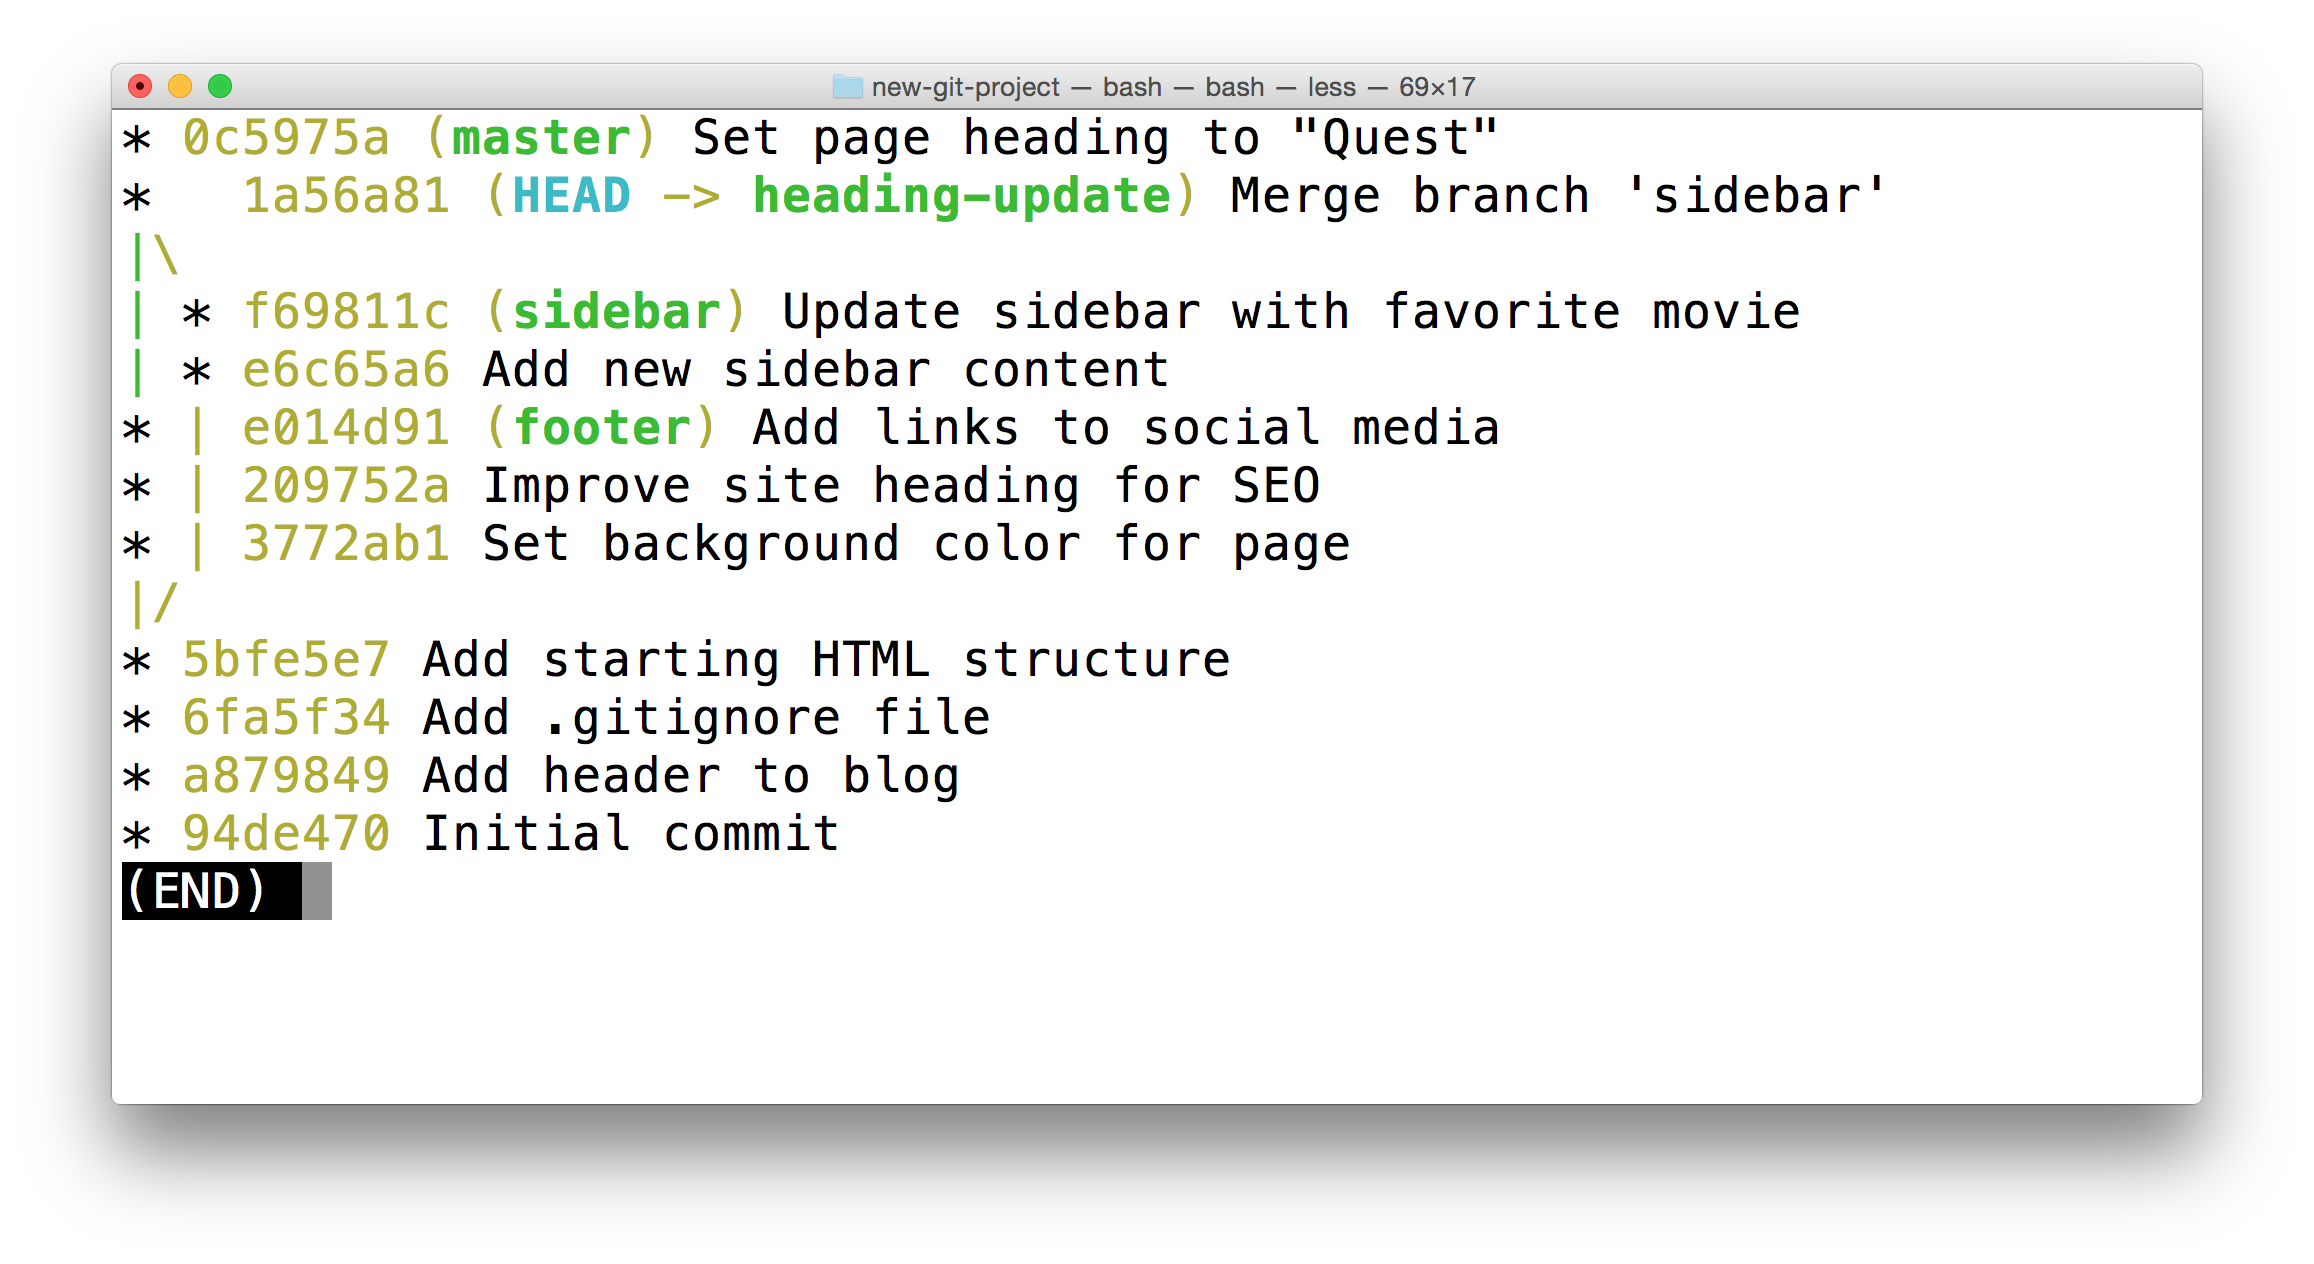 new-git-project — bash — bash — less — 69×17
* 0c5975a (master) Set page heading to "Quest"
*   1a56a81 (HEAD -> heading-update) Merge branch 'sidebar'
|\
| * f69811c (sidebar) Update sidebar with favorite movie
| * e6c65a6 Add new sidebar content
* | e014d91 (footer) Add links to social media
* | 209752a Improve site heading for SEO
* | 3772ab1 Set background color for page
|/
* 5bfe5e7 Add starting HTML structure
* 6fa5f34 Add .gitignore file
* a879849 Add header to blog
* 94de470 Initial commit
(END)